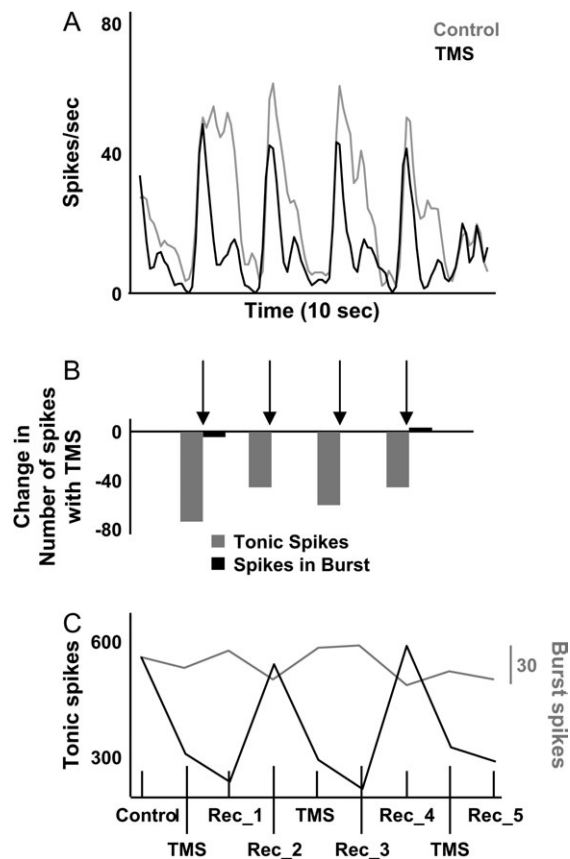 A
80
Control
TMS
Spikes/sec
40
0
Time (10 sec)
B
Change in
Number of spikes
with TMS
0
-40
-80
Tonic Spikes
Spikes in Burst
C
Tonic spikes
600
300
30
Burst spikes
Control
Rec_1
TMS
Rec_4
Rec_5
TMS
Rec_2
Rec_3
TMS